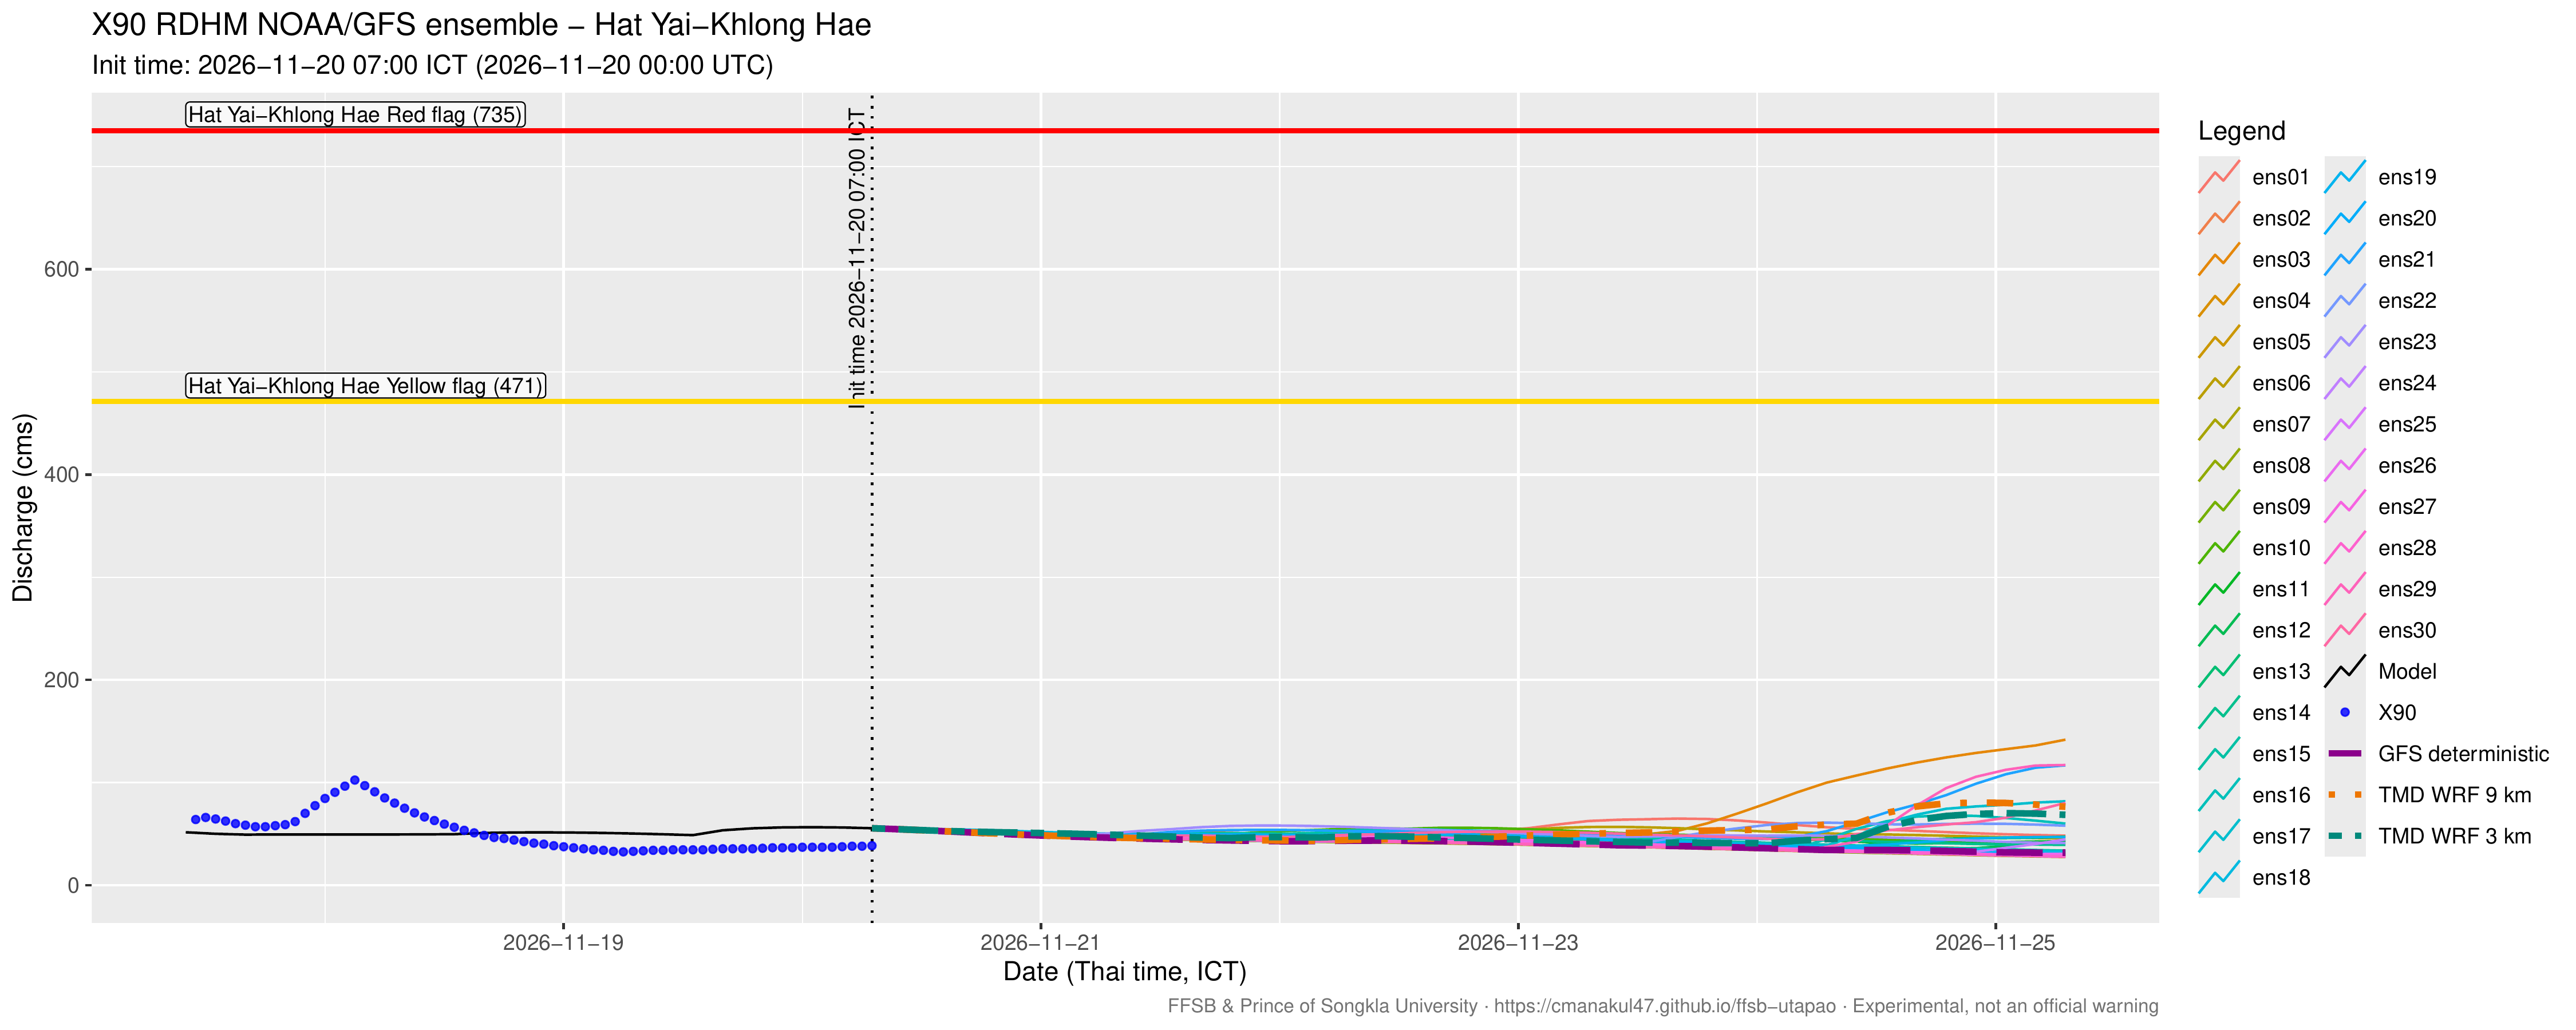 X90 RDHM NOAA/GFS ensemble − Hat Yai−Khlong Hae
Init time: 2026−11−20 07:00 ICT (2026−11−20 00:00 UTC)
Hat Yai−Khlong Hae Red flag (735)
Hat Yai−Khlong Hae Yellow flag (471)
Init time 2026−11−20 07:00 ICT
Discharge (cms)
600
400
200
0
2026−11−19
2026−11−21
2026−11−23
2026−11−25
Date (Thai time, ICT)
Legend
ens01
ens02
ens03
ens04
ens05
ens06
ens07
ens08
ens09
ens10
ens11
ens12
ens13
ens14
ens15
ens16
ens17
ens18
ens19
ens20
ens21
ens22
ens23
ens24
ens25
ens26
ens27
ens28
ens29
ens30
Model
X90
GFS deterministic
TMD WRF 9 km
TMD WRF 3 km
FFSB & Prince of Songkla University · https://cmanakul47.github.io/ffsb−utapao · Experimental, not an official warning